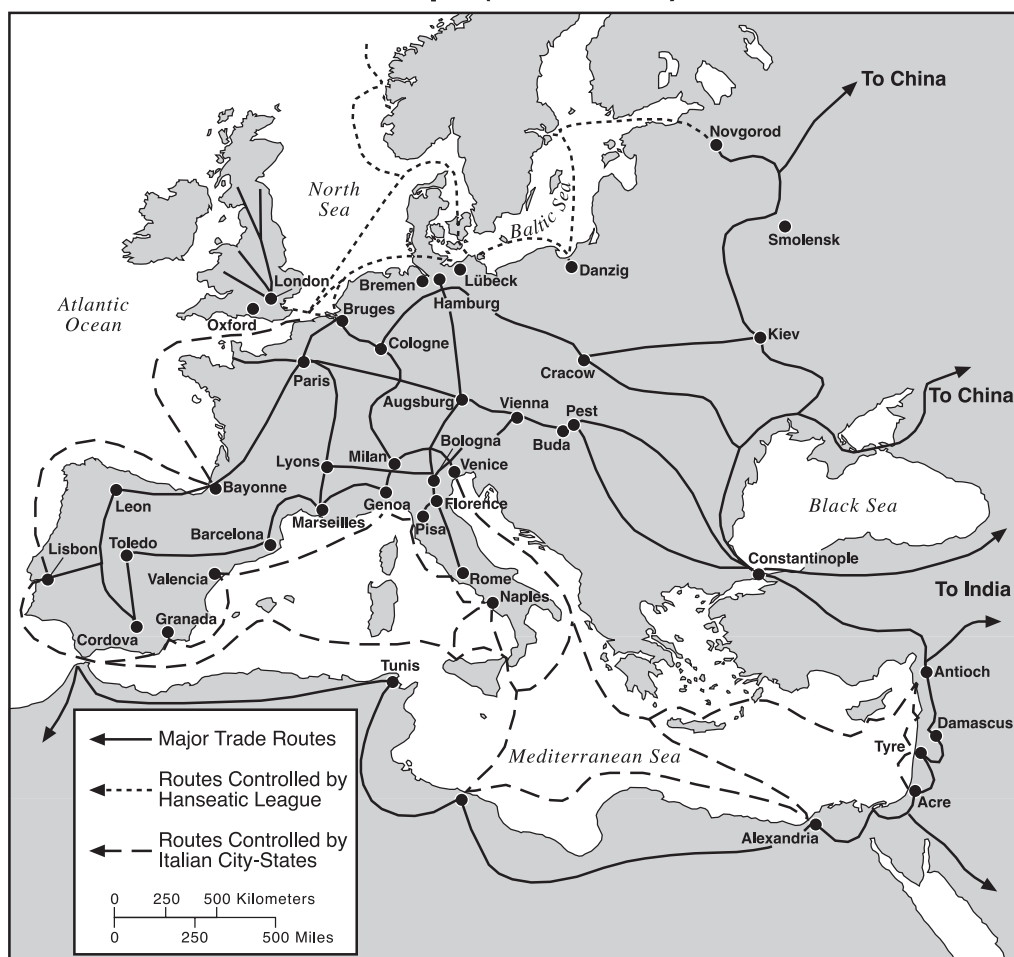 To China
Novgorod
North
Sea
Baltic Sea
Smolensk
London
Bremen
Lübeck
Danzig
Hamburg
Atlantic
Ocean
Oxford
Bruges
Cologne
Kiev
Paris
Cracow
To China
Augsburg
Vienna
Pest
Buda
Bologna
Lyons
Milan
Venice
Bayonne
Leon
Genoa
Florence
Black Sea
Marseilles
Pisa
Barcelona
Toledo
Lisbon
Valencia
Constantinople
Rome
To India
Naples
Granada
Cordova
Tunis
Antioch
Damascus
Tyre
Mediterranean Sea
Acre
Alexandria
Major Trade Routes
Routes Controlled by
Hanseatic League
Routes Controlled by
Italian City-States
0 250 500 Kilometers
0 250 500 Miles